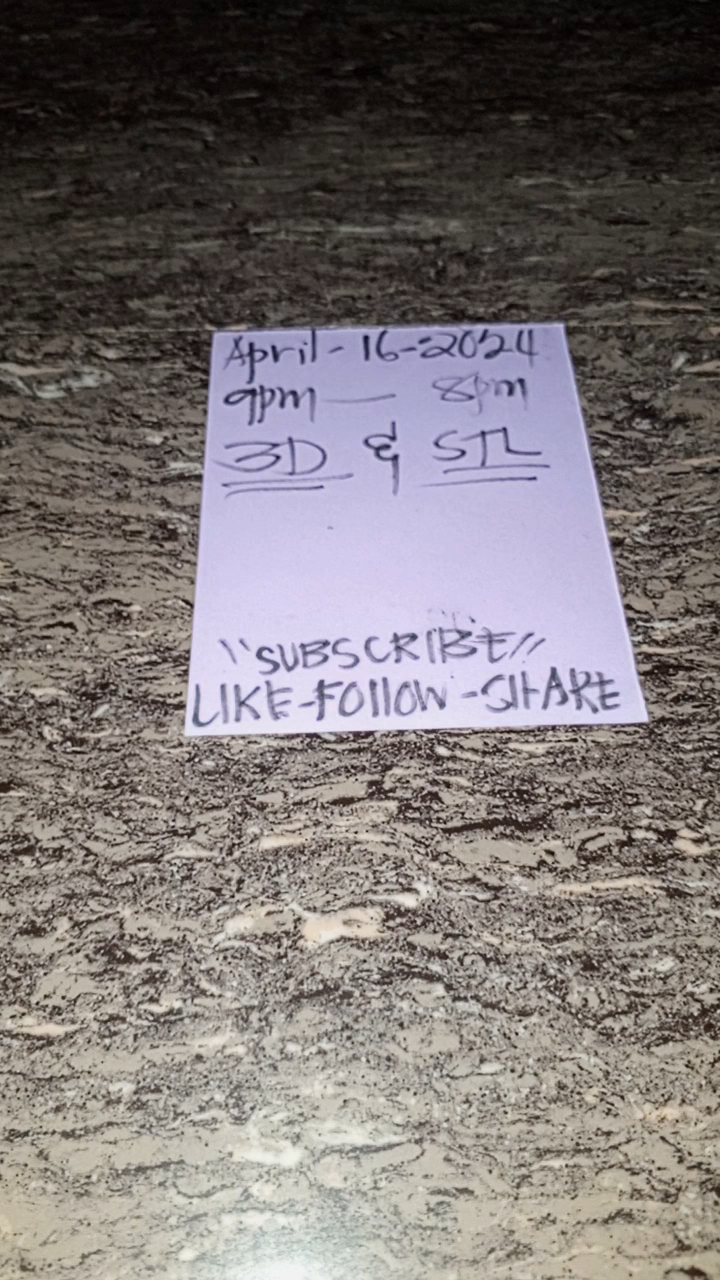 April-16-2024
9pm — 8pm
3D & STL
"SUBSCRIBE"
LIKE-FOllOW-SHARE